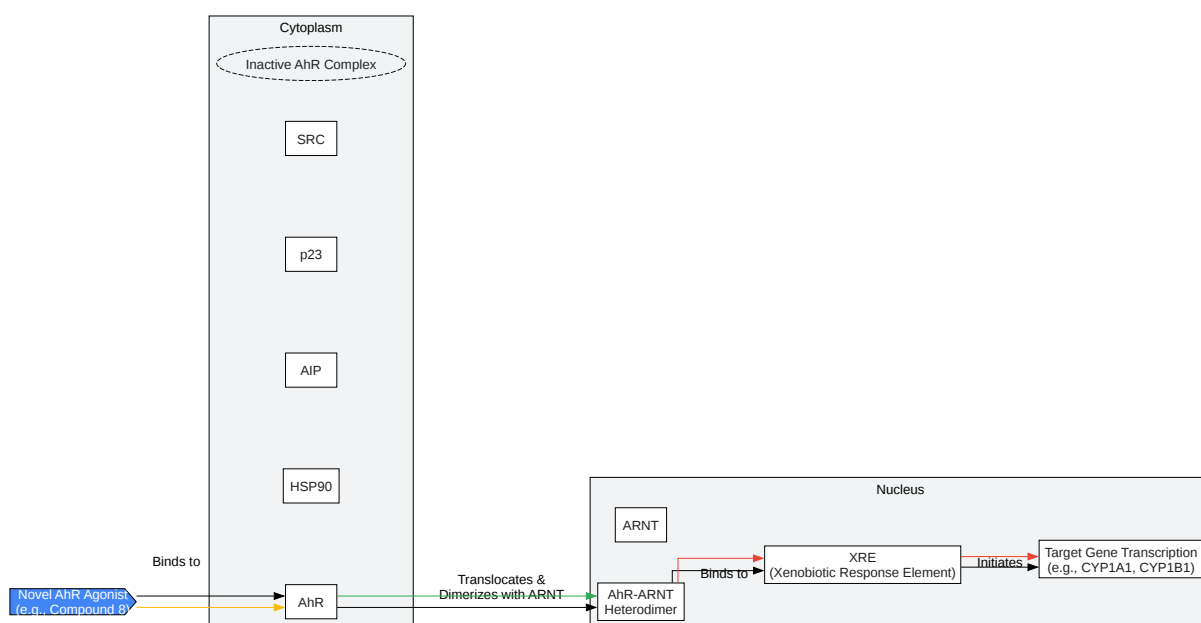 Cytoplasm
Inactive AhR Complex
SRC
p23
AIP
HSP90
Nucleus
ARNT
Binds to
XRE
(Xenobiotic Response Element)
Initiates
Target Gene Transcription
(e.g., CYP1A1, CYP1B1)
Binds to
Translocates &
Dimerizes with ARNT
Novel AhR Agonist
(e.g., Compound 8)
AhR
AhR-ARNT
Heterodimer